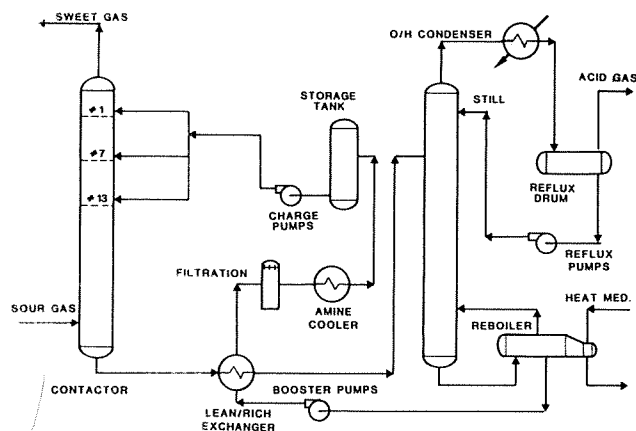 SWEET GAS
O/H CONDENSER
ACID GAS
STORAGE
TANK
STILL
#1
#7
#13
CHARGE
PUMPS
REFLUX
DRUM
REFLUX
PUMPS
FILTRATION
AMINE
COOLER
SOUR GAS
HEAT MED.
REBOILER
CONTACTOR
BOOSTER PUMPS
LEAN/RICH
EXCHANGER